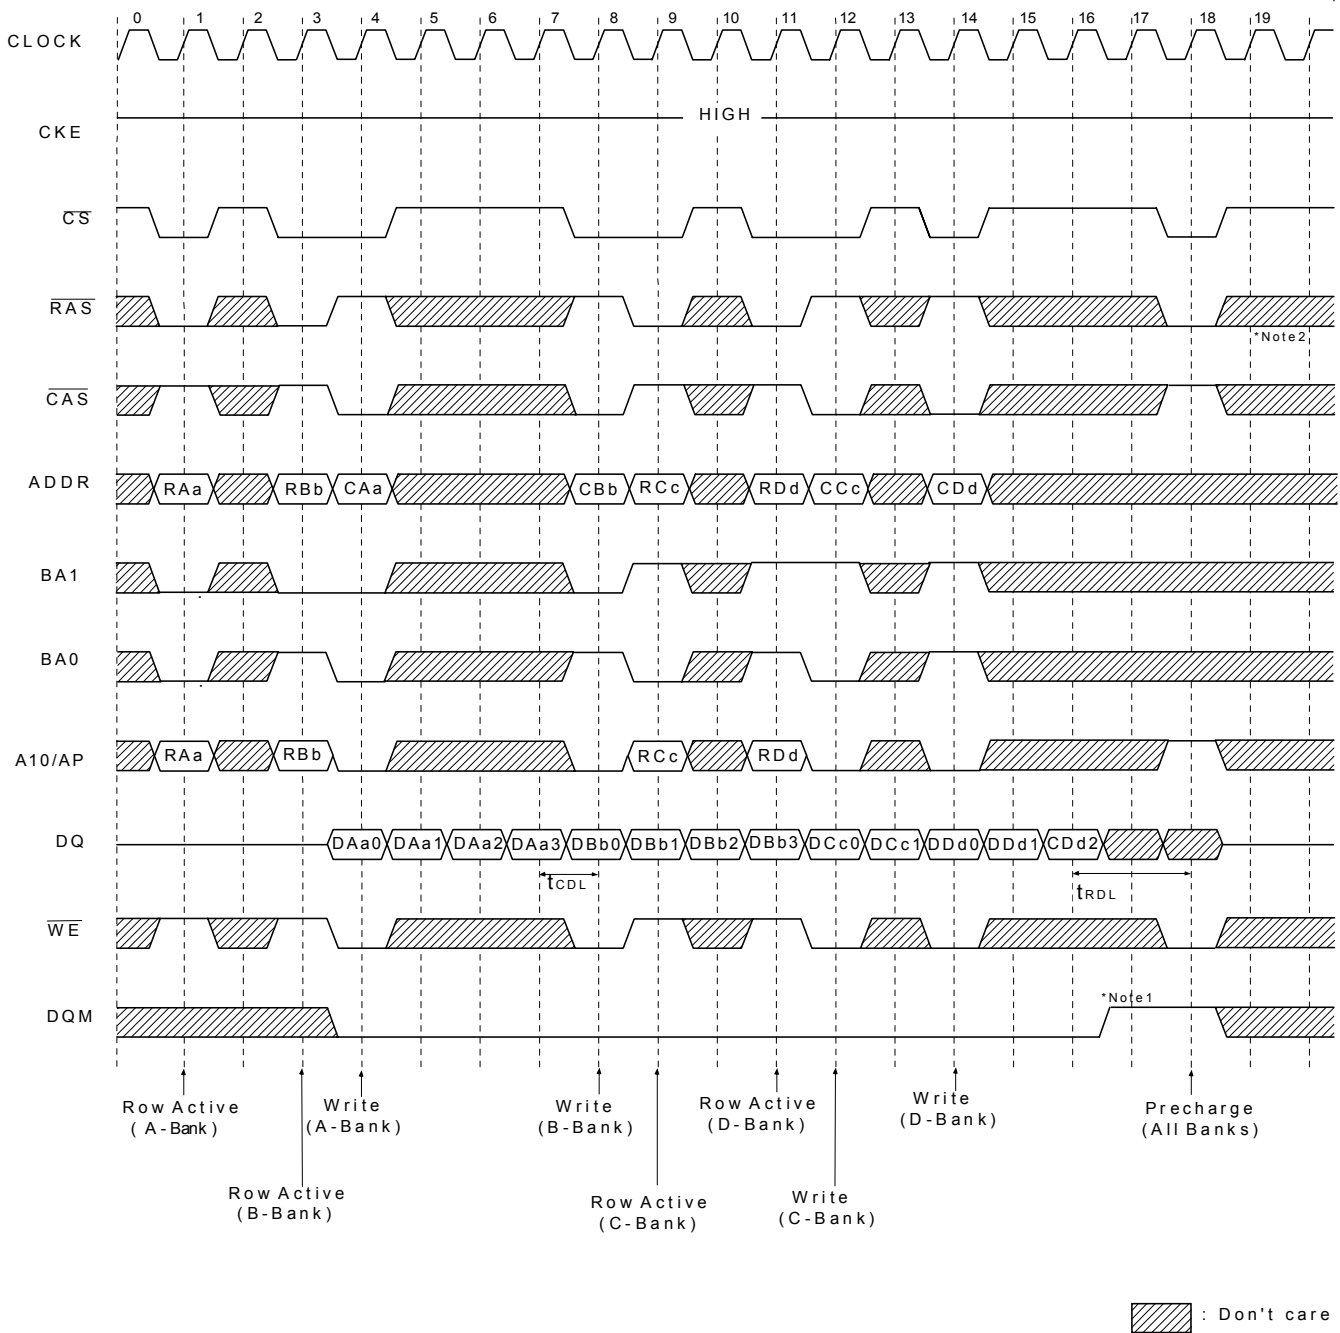 0 1 2 3 4 5 6 7 8 9 10 11 12 13 14 15 16 17 18 19
CLOCK
HIGH
CKE
CS
RAS
*Note2
CAS
ADDR RAa RBb CAa CBb RCc RDd CCc CDd
BA1
BA0
A10/AP RAa RBb RCc RDd
DQ DAa0 DAa1 DAa2 DAa3 DBb0 DBb1 DBb2 DBb3 DCc0 DCc1 DDd0 DDd1 CDd2
tCDL tRDL
WE
*Note1
DQM
Row Active
(A-Bank)
Write
(A-Bank)
Write
(B-Bank)
Row Active
(D-Bank)
Write
(D-Bank)
Precharge
(All Banks)
Row Active
(B-Bank)
Row Active
(C-Bank)
Write
(C-Bank)
: Don't care